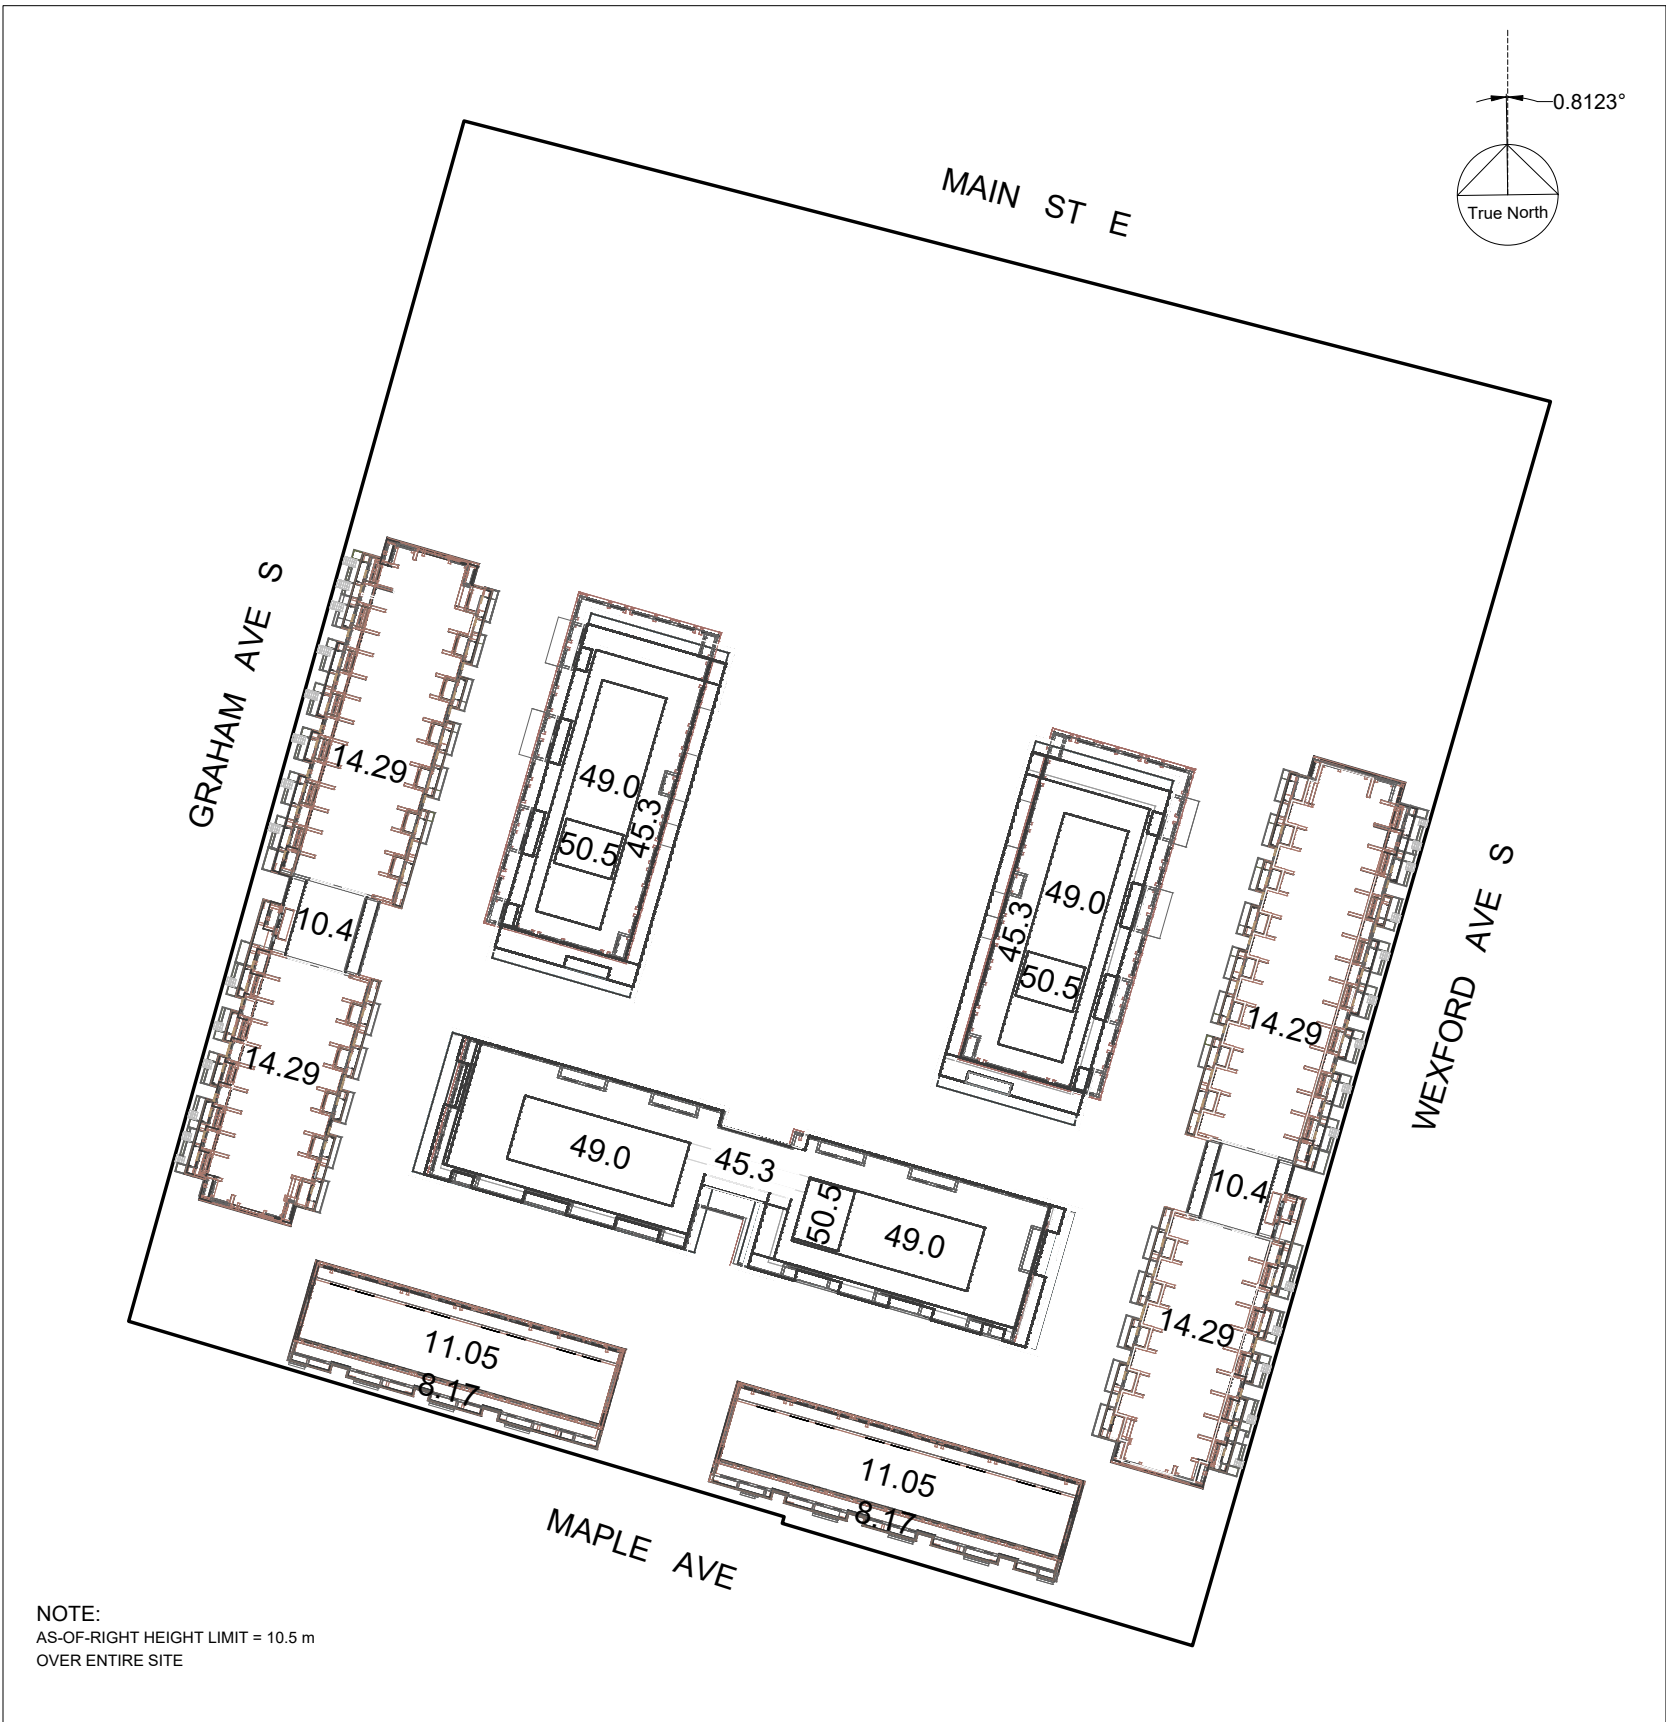 0.8123°
True North
MAIN ST E
GRAHAM AVE S
14.29
49.0
45.3
50.5
49.0
45.3
50.5
WEXFORD AVE S
10.4
14.29
14.29
49.0
45.3
50.5
49.0
10.4
14.29
11.05
8.17
11.05
8.17
MAPLE AVE
NOTE:
AS-OF-RIGHT HEIGHT LIMIT = 10.5 m
OVER ENTIRE SITE